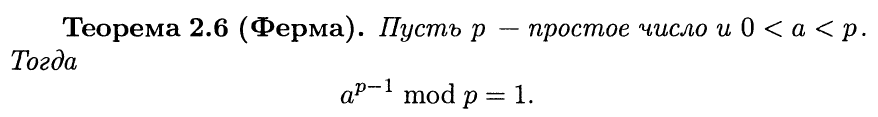 Теорема 2.6 (Ферма). Пусть p — простое число и 0 < a < p.
Тогда
a^{p−1} mod p = 1.